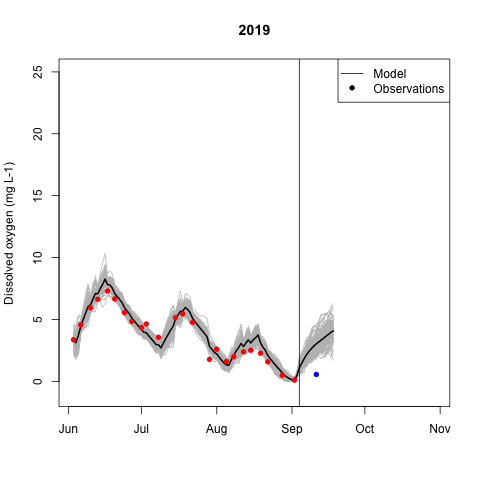 2019
Model
Observations
Dissolved oxygen (mg L-1)
25
20
15
10
5
0
Jun Jul Aug Sep Oct Nov